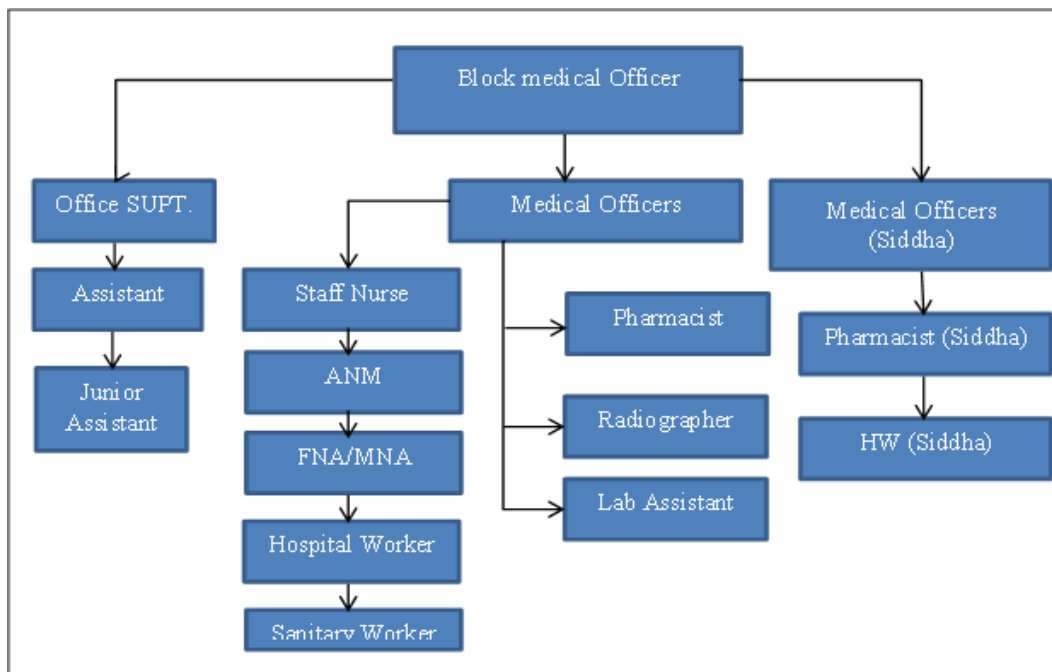 Block medical Officer
Office SUPT.
Medical Officers
Medical Officers
(Siddha)
Assistant
Staff Nurse
Pharmacist
Pharmacist (Siddha)
Junior
Assistant
ANM
Radiographer
HW (Siddha)
FNA/MNA
Lab Assistant
Hospital Worker
Sanitary Worker